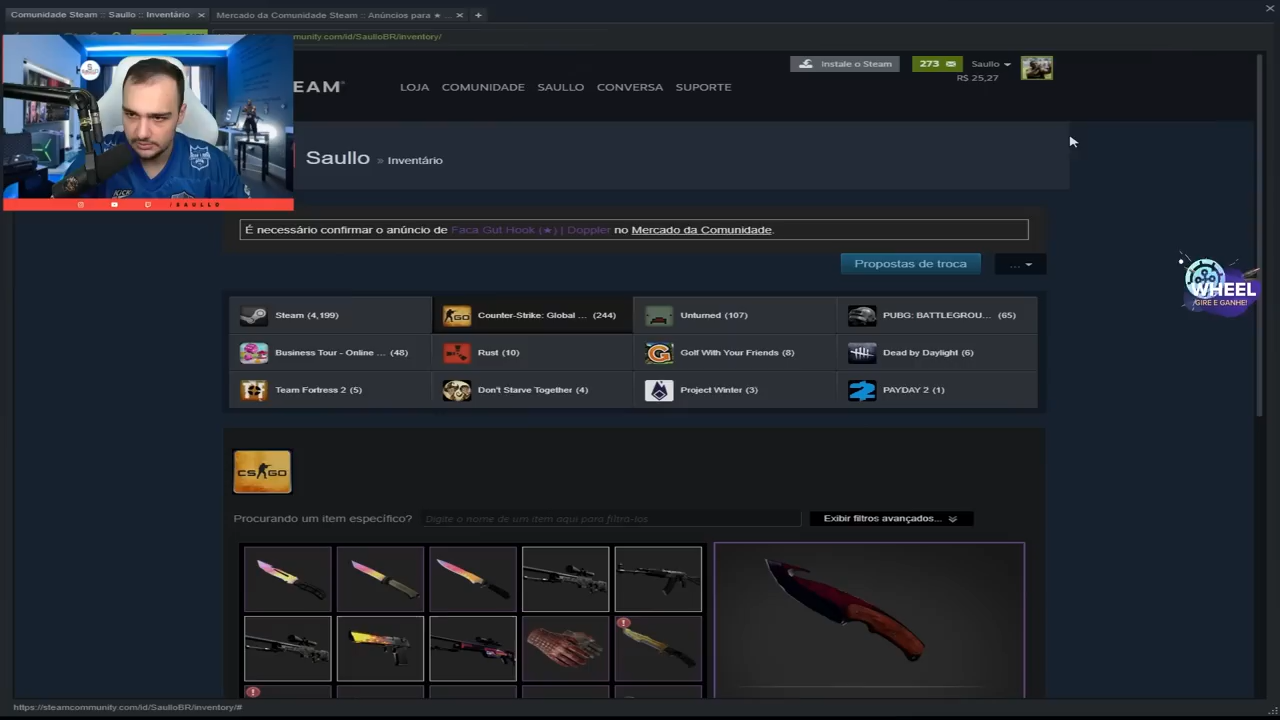 Comunidade Steam :: Saullo :: Inventário
Mercado da Comunidade Steam :: Anúncios para ★ ...
munity.com/id/SaulloBR/inventory/
Instale o Steam
273
Saullo
R$ 25,27
EAM
LOJA
COMUNIDADE
SAULLO
CONVERSA
SUPORTE
Saullo » Inventário
KICK
/SAULLO
É necessário confirmar o anúncio de Faca Gut Hook (★) | Doppler no Mercado da Comunidade.
Propostas de troca
...
WHEEL
GIRE E GANHE!
Steam (4,199)
Counter-Strike: Global ... (244)
Unturned (107)
PUBG: BATTLEGROU... (65)
Business Tour - Online ... (48)
Rust (10)
Golf With Your Friends (8)
Dead by Daylight (6)
Team Fortress 2 (5)
Don't Starve Together (4)
Project Winter (3)
PAYDAY 2 (1)
CS GO
Procurando um item específico?
Digite o nome de um item aqui para filtrá-los
Exibir filtros avançados...
https://steamcommunity.com/id/SaulloBR/inventory/#